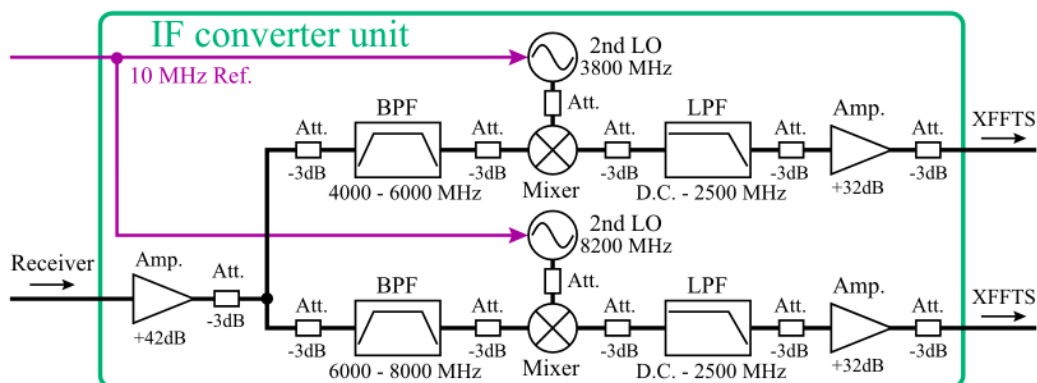 IF converter unit
10 MHz Ref.
2nd LO
3800 MHz
Att.
Att.
-3dB
BPF
4000 - 6000 MHz
Att.
-3dB
Mixer
Att.
-3dB
LPF
D.C. - 2500 MHz
Att.
-3dB
Amp.
+32dB
Att.
-3dB
XFFTS
2nd LO
8200 MHz
Att.
Receiver
Amp.
+42dB
Att.
-3dB
Att.
-3dB
BPF
6000 - 8000 MHz
Att.
-3dB
Mixer
Att.
-3dB
LPF
D.C. - 2500 MHz
Att.
-3dB
Amp.
+32dB
Att.
-3dB
XFFTS